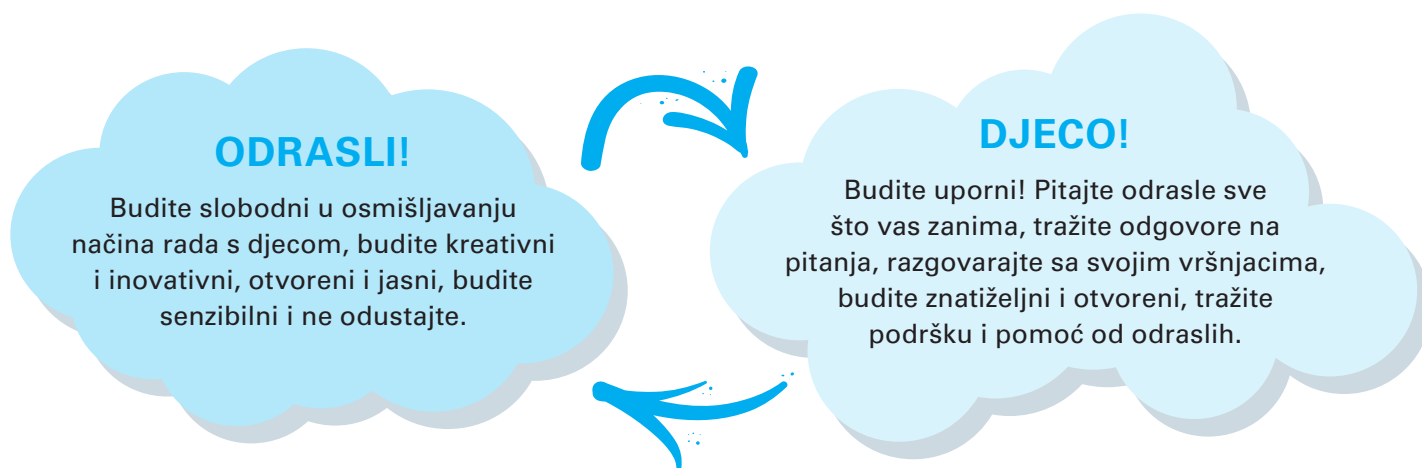 ODRASLI!
Budite slobodni u osmišljavanju
načina rada s djecom, budite kreativni
i inovativni, otvoreni i jasni, budite
senzibilni i ne odustajte.
DJECO!
Budite uporni! Pitajte odrasle sve
što vas zanima, tražite odgovore na
pitanja, razgovarajte sa svojim vršnjacima,
budite znatiželjni i otvoreni, tražite
podršku i pomoć od odraslih.